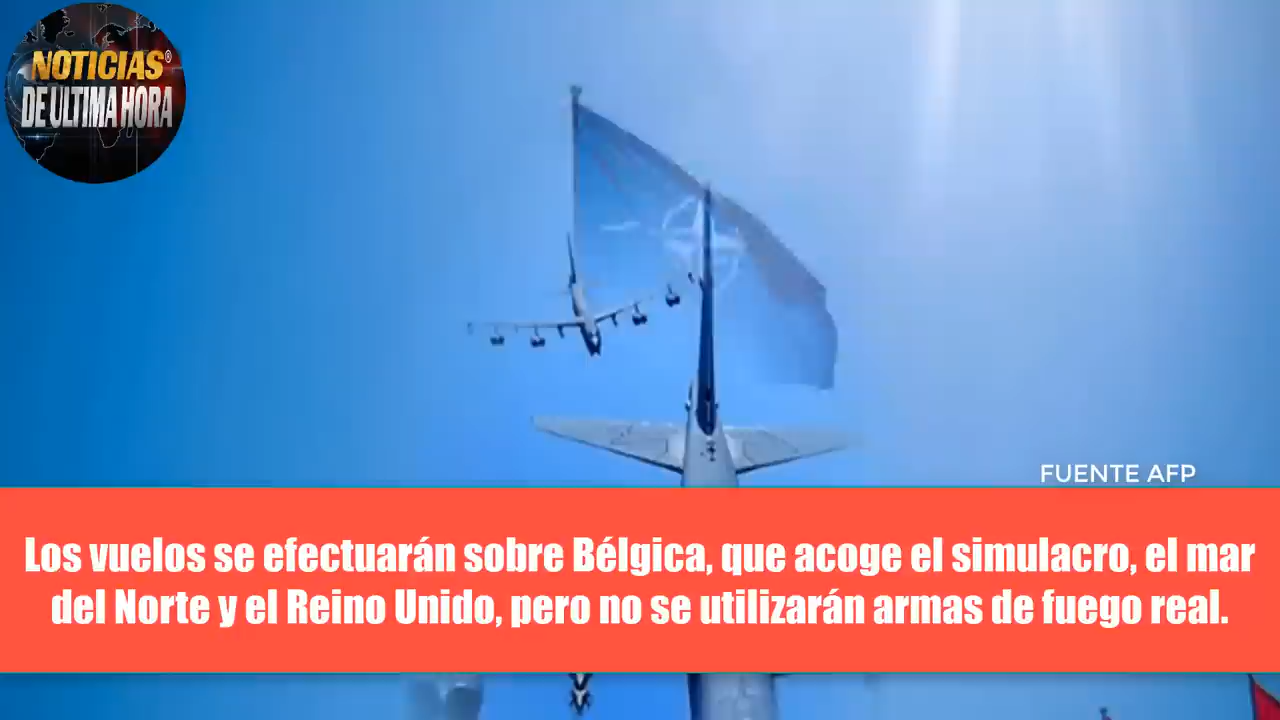 NOTICIAS®
DE ULTIMA HORA
FUENTE AFP
Los vuelos se efectuarán sobre Bélgica, que acoge el simulacro, el mar
del Norte y el Reino Unido, pero no se utilizarán armas de fuego real.